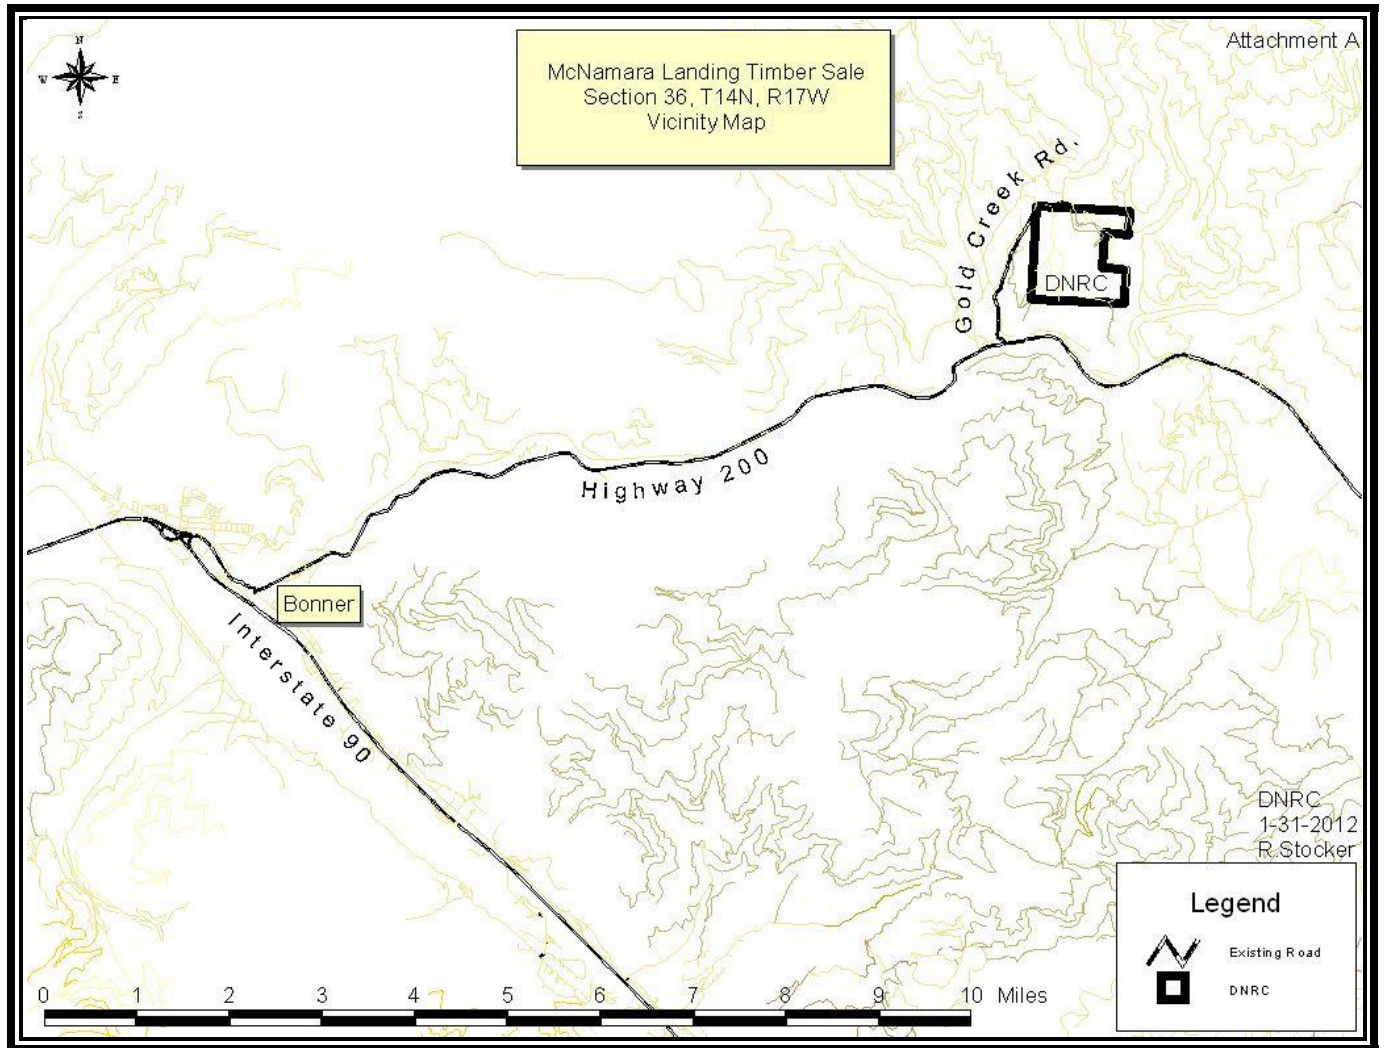 Attachment A
N
W E
S
McNamara Landing Timber Sale
Section 36, T14N, R17W
Vicinity Map
Gold Creek Rd.
DNRC
Highway 200
Bonner
Interstate 90
DNRC
1-31-2012
R.Stocker
Legend
Existing Road
DNRC
0 1 2 3 4 5 6 7 8 9 10 Miles